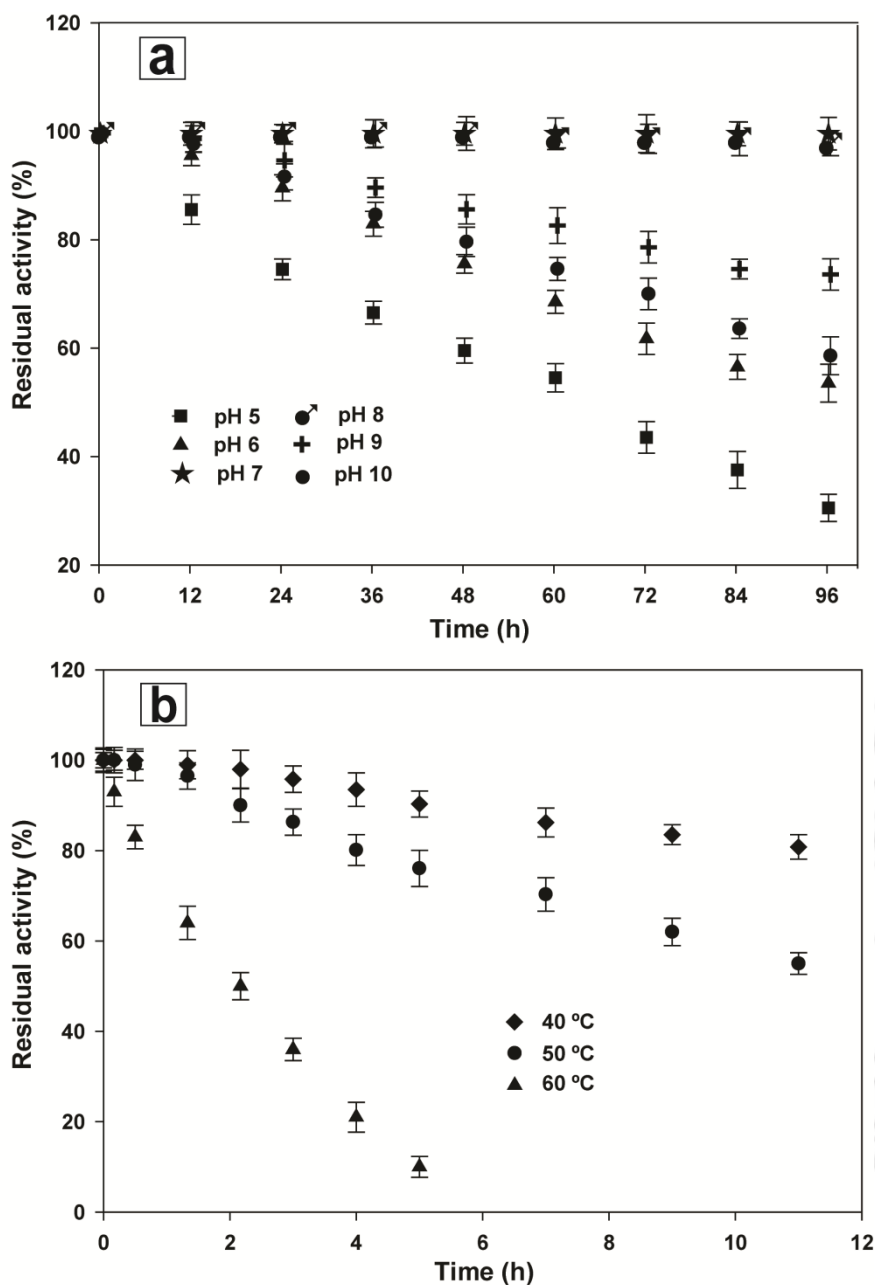 120
a
100
80
60
40
20
Residual activity (%)
pH 5
pH 8
pH 6
pH 9
pH 7
pH 10
0 12 24 36 48 60 72 84 96
Time (h)
120
b
100
80
60
40
20
0
Residual activity (%)
40 ºC
50 ºC
60 ºC
0 2 4 6 8 10 12
Time (h)